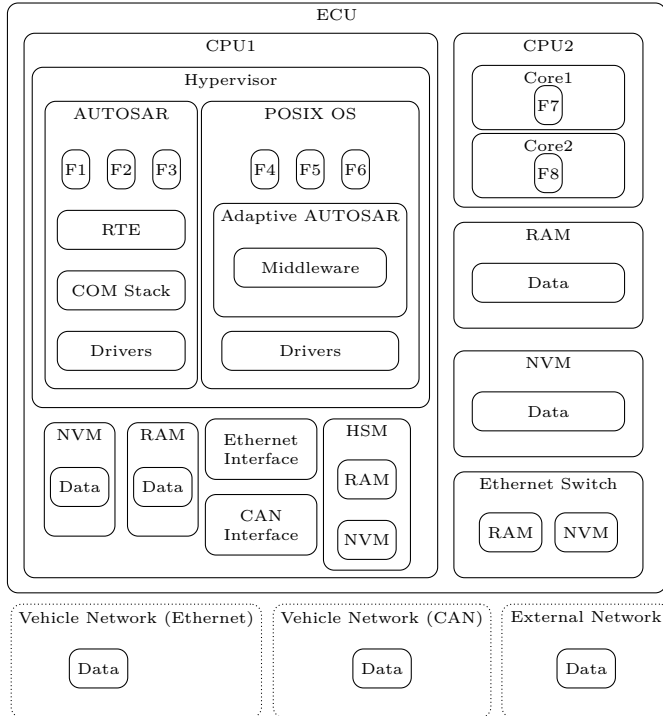 ECU
CPU1
Hypervisor
AUTOSAR
F1 F2 F3
RTE
COM Stack
Drivers
POSIX OS
F4 F5 F6
Adaptive AUTOSAR
Middleware
Drivers
NVM
Data
RAM
Data
Ethernet
Interface
CAN
Interface
HSM
RAM
NVM
CPU2
Core1
F7
Core2
F8
RAM
Data
NVM
Data
Ethernet Switch
RAM NVM
Vehicle Network (Ethernet)
Data
Vehicle Network (CAN)
Data
External Network
Data